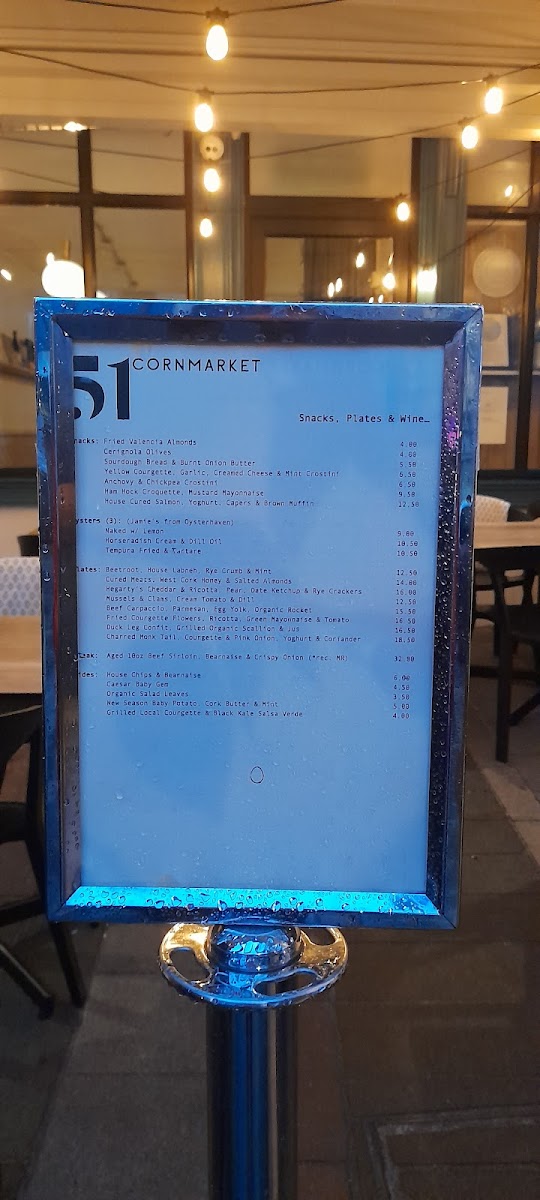 51 CORNMARKET
Snacks, Plates & Wine…
nacks: Fried Valencia Almonds 4.00
Cerignola Olives 4.00
Sourdough Bread & Burnt Onion Butter 5.50
Yellow Courgette, Garlic, Creamed Cheese & Mint Crostini 6.50
Anchovy & Chickpea Crostini 6.50
Ham Hock Croquette, Mustard Mayonnaise 9.50
House Cured Salmon, Yoghurt, Capers & Brown Muffin 12.50
ysters (3): (Jamie's from Oysterhaven)
Naked w/ Lemon 9.00
Horseradish Cream & Dill Oil 10.50
Tempura Fried & Tartare 10.50
lates: Beetroot, House Labneh, Rye Crumb & Mint 12.50
Cured Meats, West Cork Honey & Salted Almonds 14.00
Hegarty's Cheddar & Ricotta, Pear, Date Ketchup & Rye Crackers 16.00
Mussels & Clams, Cream Tomato & Dill 12.50
Beef Carpaccio, Parmesan, Egg Yolk, Organic Rocket 15.50
Fried Courgette Flowers, Ricotta, Green Mayonnaise & Tomato 16.50
Duck Leg Confit, Grilled Organic Scallion & Jus 16.50
Charred Monk Tail, Courgette & Pink Onion, Yoghurt & Coriander 18.50
teak: Aged 10oz Beef Sirloin, Bearnaise & Crispy Onion (*rec. MR) 32.90
ides: House Chips & Bearnaise 6.00
Caesar Baby Gem 4.50
Organic Salad Leaves 3.50
New Season Baby Potato, Cork Butter & Mint 5.00
Grilled Local Courgette & Black Kale Salsa Verde 4.00